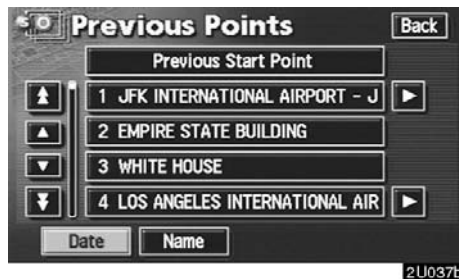 Previous Points
Back
Previous Start Point
1 JFK INTERNATIONAL AIRPORT - J
2 EMPIRE STATE BUILDING
3 WHITE HOUSE
4 LOS ANGELES INTERNATIONAL AIR
Date Name
2U037b